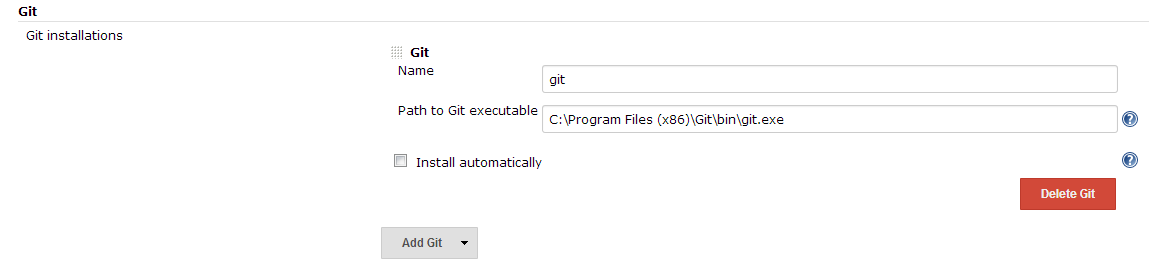 Git
Git installations
Git
Name
git
Path to Git executable
C:\Program Files (x86)\Git\bin\git.exe
?
Install automatically
?
Delete Git
Add Git